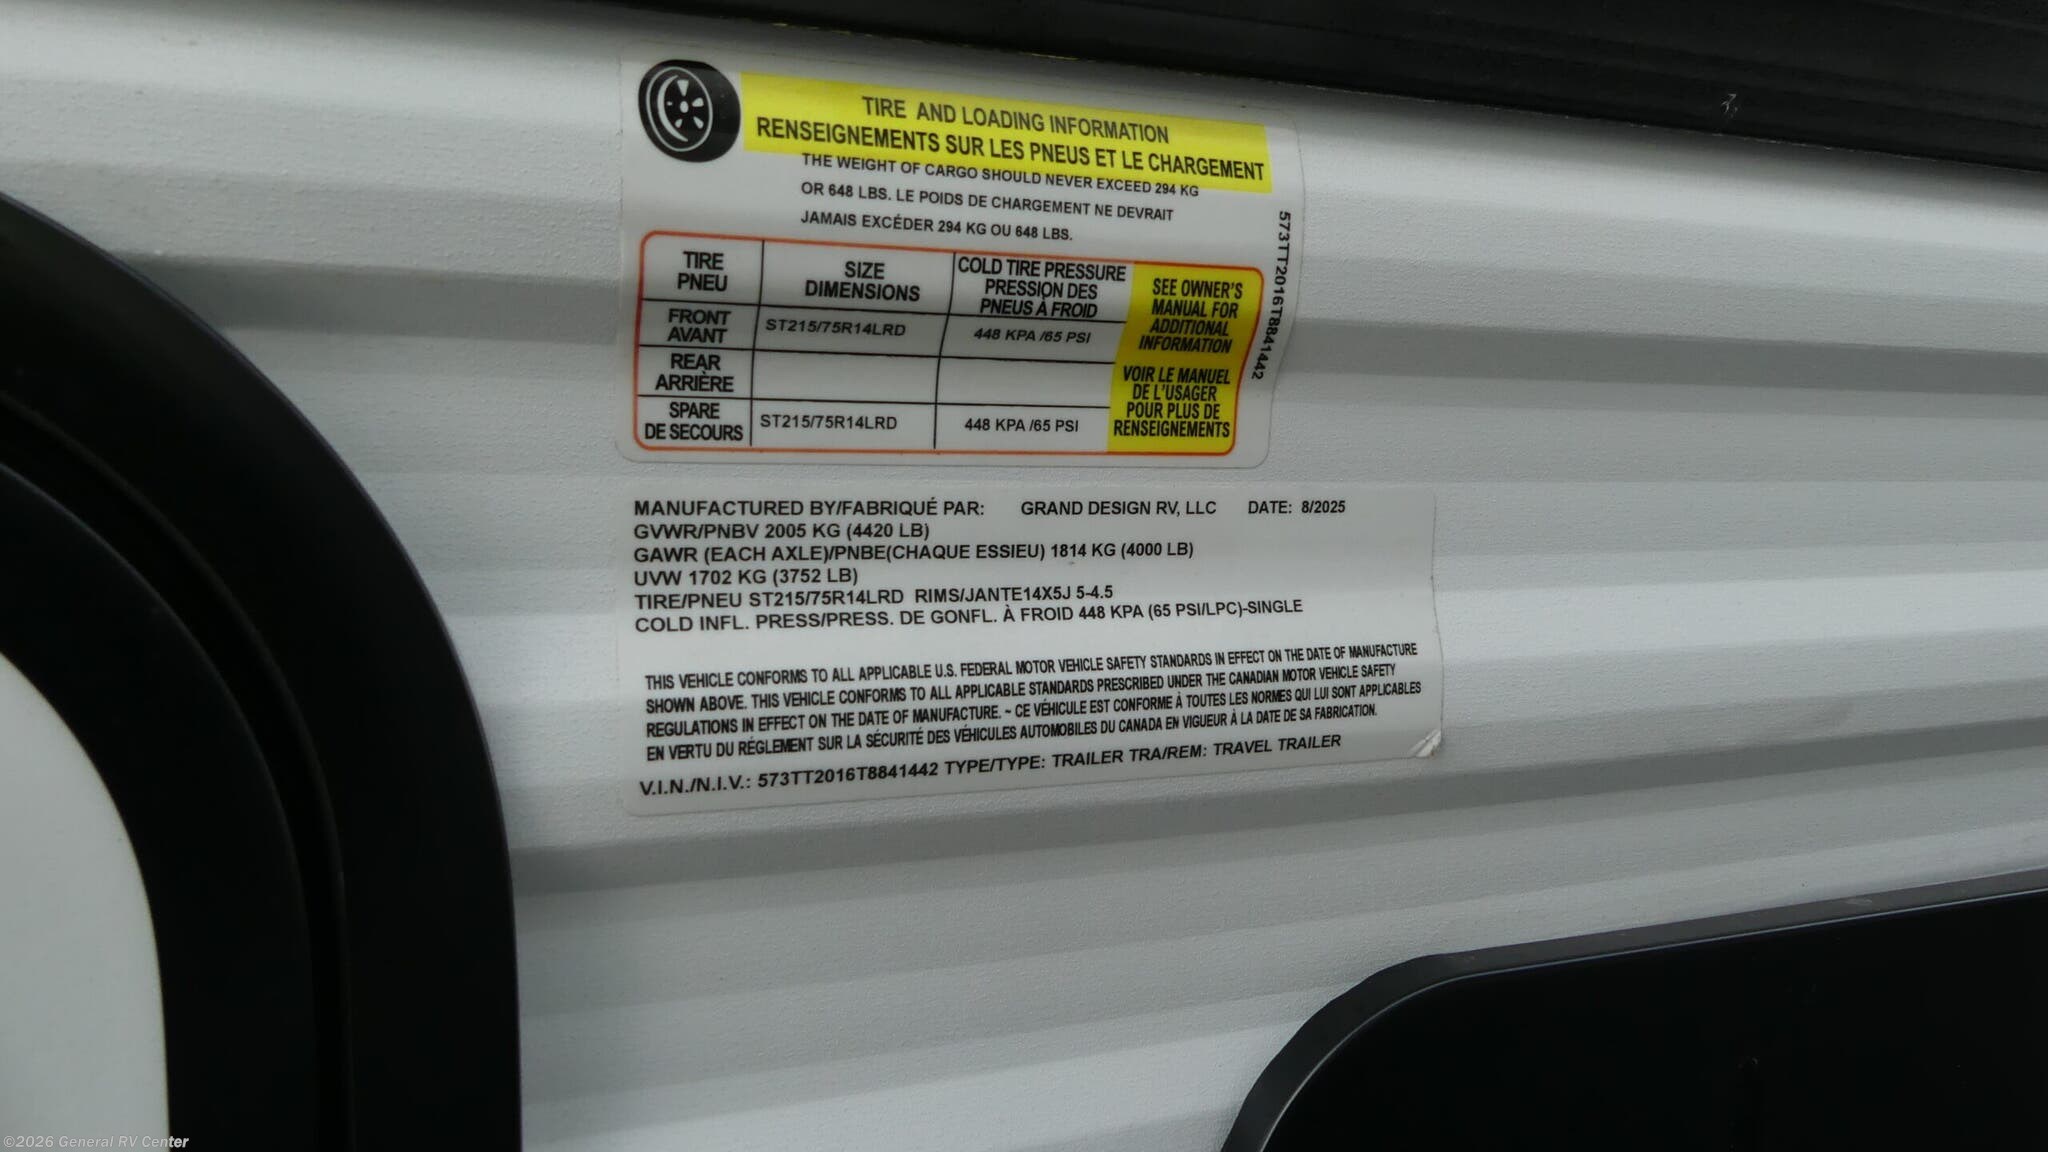 TIRE AND LOADING INFORMATION
RENSEIGNEMENTS SUR LES PNEUS ET LE CHARGEMENT
THE WEIGHT OF CARGO SHOULD NEVER EXCEED 294 KG
OR 648 LBS. LE POIDS DE CHARGEMENT NE DEVRAIT
JAMAIS EXCÉDER 294 KG OU 648 LBS.
TIRE
PNEU
SIZE
DIMENSIONS
COLD TIRE PRESSURE
PRESSION DES
PNEUS À FROID
FRONT
AVANT
ST215/75R14LRD
448 KPA /65 PSI
REAR
ARRIÈRE
SPARE
DE SECOURS
ST215/75R14LRD
448 KPA /65 PSI
SEE OWNER'S
MANUAL FOR
ADDITIONAL
INFORMATION
VOIR LE MANUEL
DE L'USAGER
POUR PLUS DE
RENSEIGNEMENTS
573TT2016T8841442
MANUFACTURED BY/FABRIQUÉ PAR: GRAND DESIGN RV, LLC DATE: 8/2025
GVWR/PNBV 2005 KG (4420 LB)
GAWR (EACH AXLE)/PNBE(CHAQUE ESSIEU) 1814 KG (4000 LB)
UVW 1702 KG (3752 LB)
TIRE/PNEU ST215/75R14LRD RIMS/JANTE14X5J 5-4.5
COLD INFL. PRESS/PRESS. DE GONFL. À FROID 448 KPA (65 PSI/LPC)-SINGLE
THIS VEHICLE CONFORMS TO ALL APPLICABLE U.S. FEDERAL MOTOR VEHICLE SAFETY STANDARDS IN EFFECT ON THE DATE OF MANUFACTURE
SHOWN ABOVE. THIS VEHICLE CONFORMS TO ALL APPLICABLE STANDARDS PRESCRIBED UNDER THE CANADIAN MOTOR VEHICLE SAFETY
REGULATIONS IN EFFECT ON THE DATE OF MANUFACTURE. ~ CE VÉHICULE EST CONFORME À TOUTES LES NORMES QUI LUI SONT APPLICABLES
EN VERTU DU RÉGLEMENT SUR LA SÉCURITÉ DES VÉHICULES AUTOMOBILES DU CANADA EN VIGUEUR À LA DATE DE SA FABRICATION.
V.I.N./N.I.V.: 573TT2016T8841442 TYPE/TYPE: TRAILER TRA/REM: TRAVEL TRAILER
©2026 General RV Center